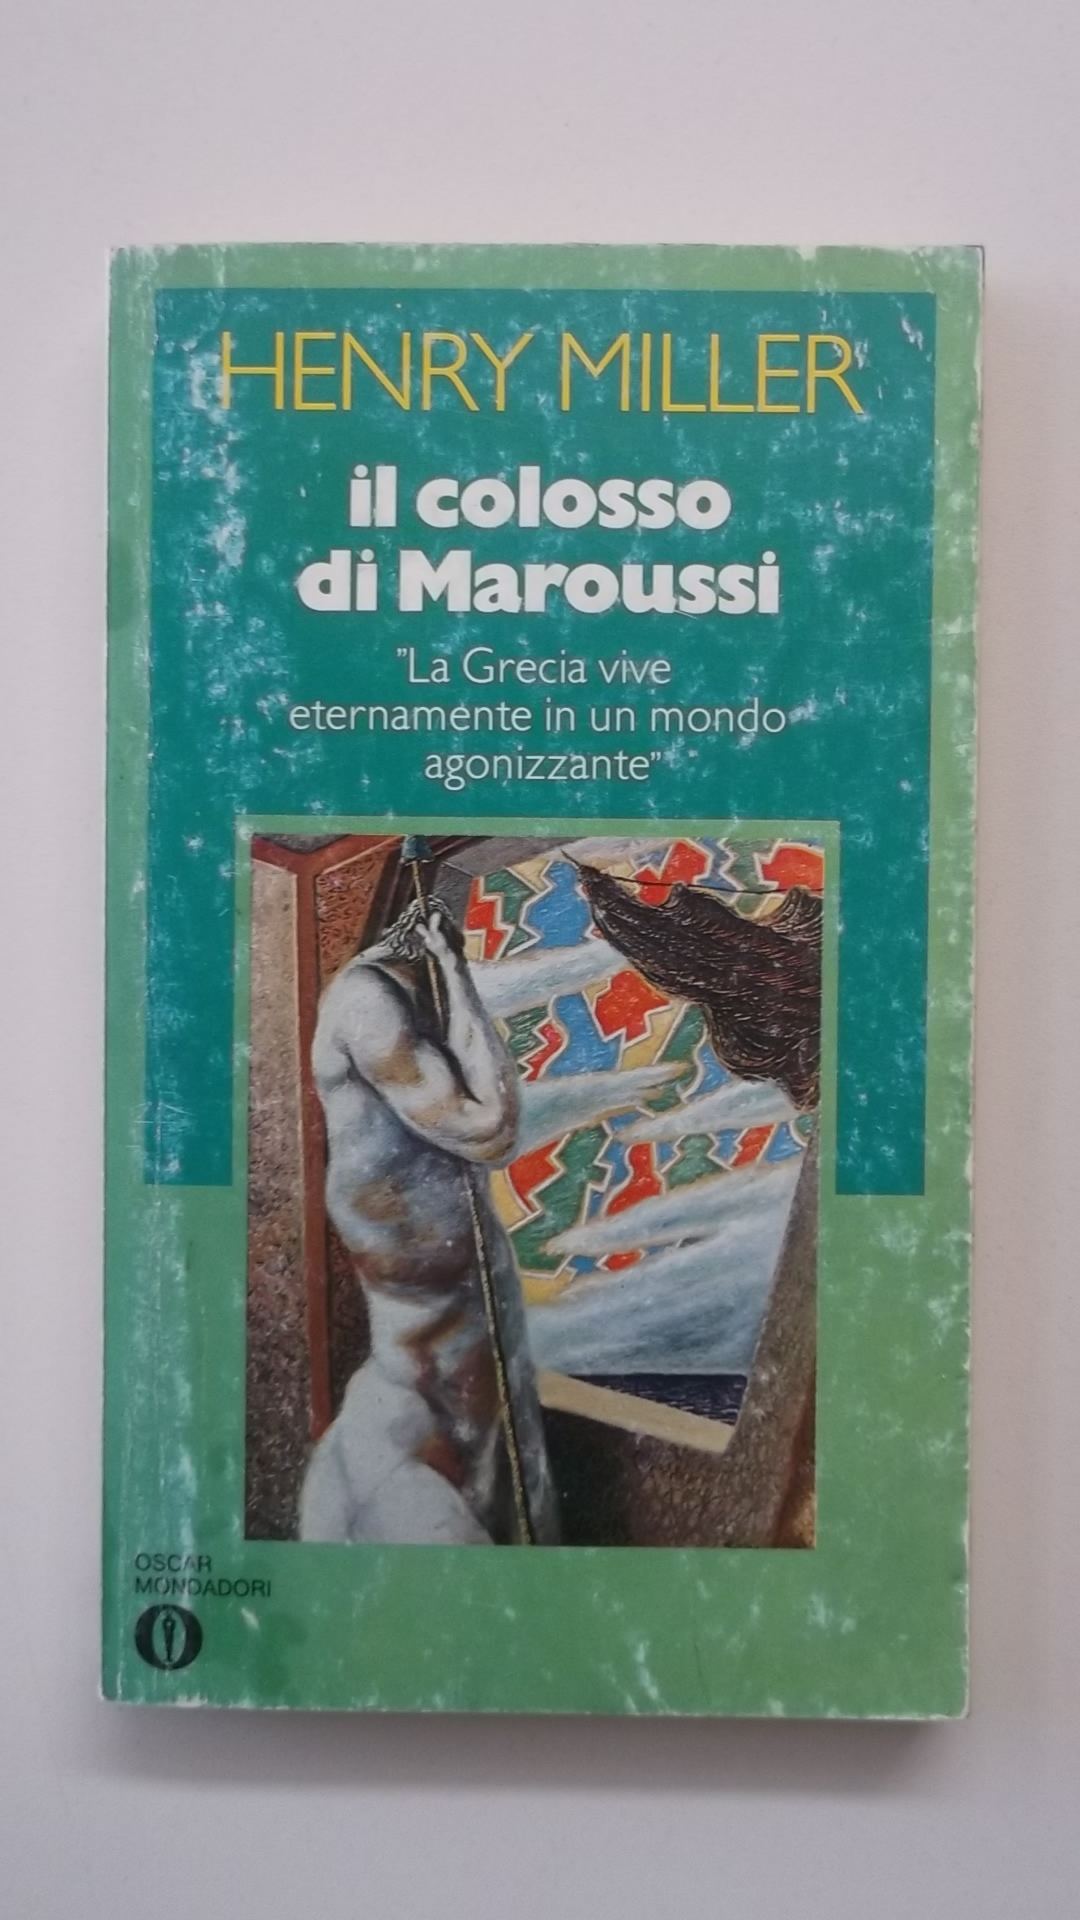 HENRY MILLER
il colosso
di Maroussi
"La Grecia vive
eternamente in un mondo
agonizzante"
OSCAR
MONDADORI